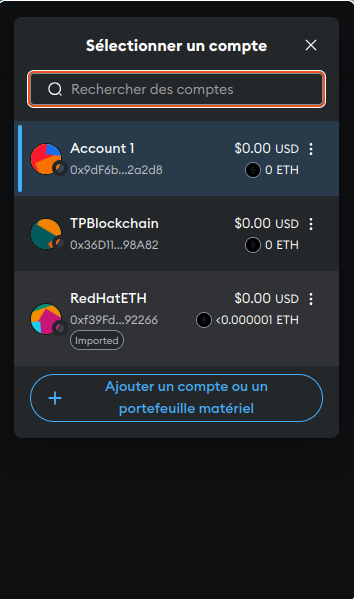 Sélectionner un compte
Rechercher des comptes
Account 1
$0.00 USD
0x9dF6b...2a2d8
0 ETH
TPBlockchain
$0.00 USD
0x36D11...98A82
0 ETH
RedHatETH
$0.00 USD
0xf39Fd...92266
<0.000001 ETH
Imported
Ajouter un compte ou un
portefeuille matériel